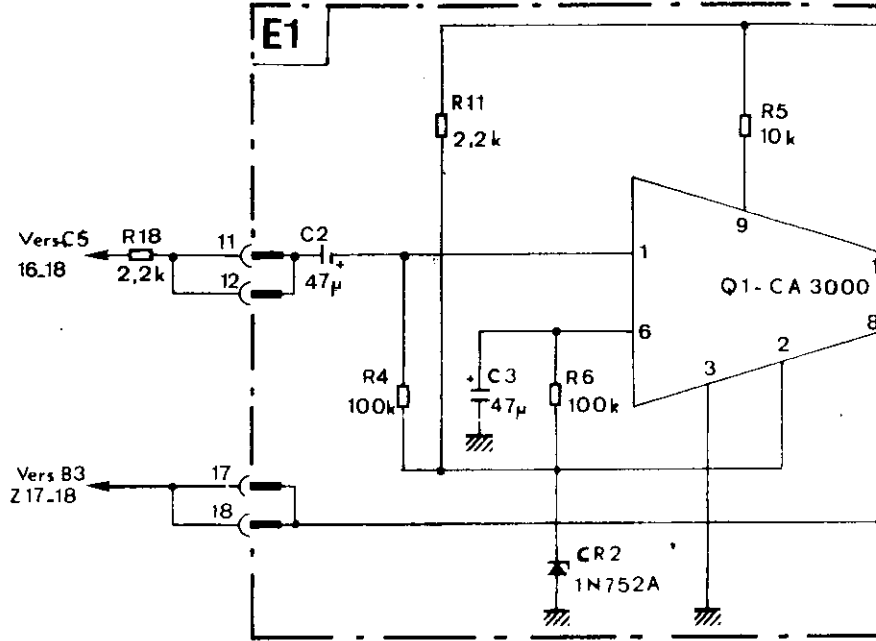 E1
R11
2,2k
R5
10k
9
Vers C5
16_18
R18
2,2k
11
12
C2
+
47µ
1
Q1-CA 3000
1
8
6
2
3
R4
100k
+
C3
47µ
R6
100k
Vers B3
Z 17_18
17
18
CR2
1N752A